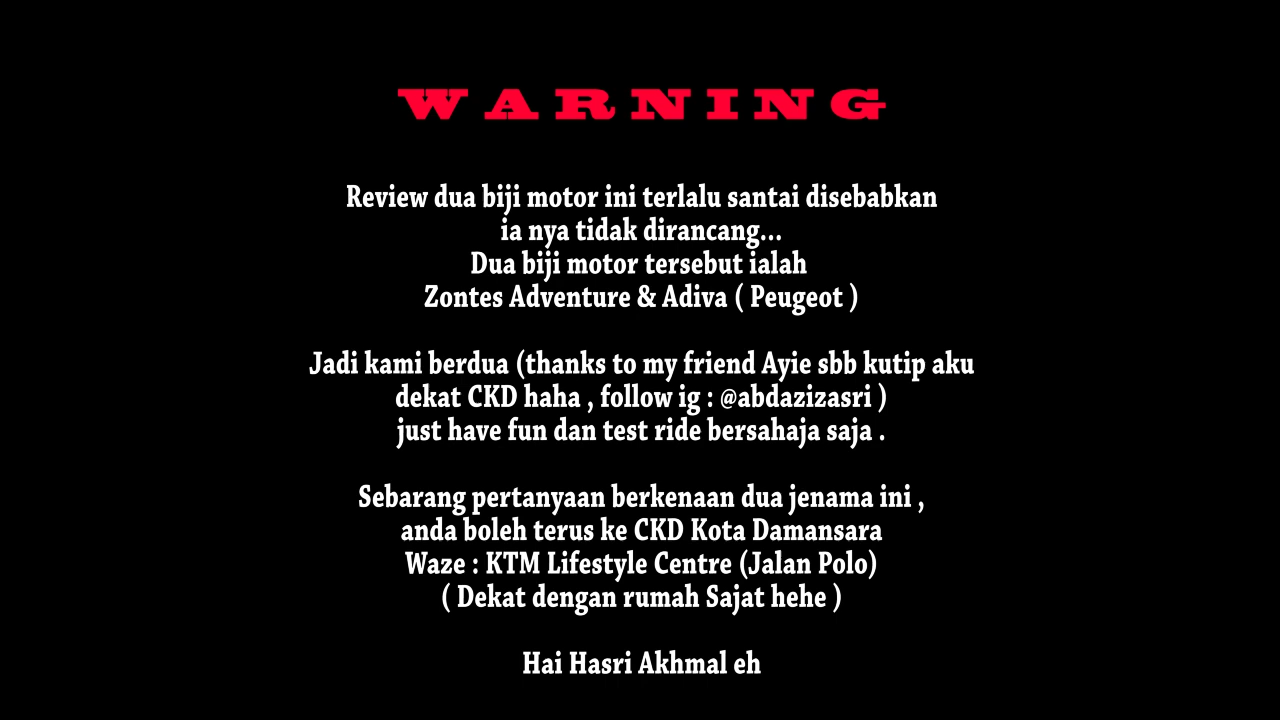 WARNING
Review dua biji motor ini terlalu santai disebabkan
ia nya tidak dirancang...
Dua biji motor tersebut ialah
Zontes Adventure & Adiva ( Peugeot )
Jadi kami berdua (thanks to my friend Ayie sbb kutip aku
dekat CKD haha , follow ig : @abdazizasri )
just have fun dan test ride bersahaja saja .
Sebarang pertanyaan berkenaan dua jenama ini ,
anda boleh terus ke CKD Kota Damansara
Waze : KTM Lifestyle Centre (Jalan Polo)
( Dekat dengan rumah Sajat hehe )
Hai Hasri Akhmal eh